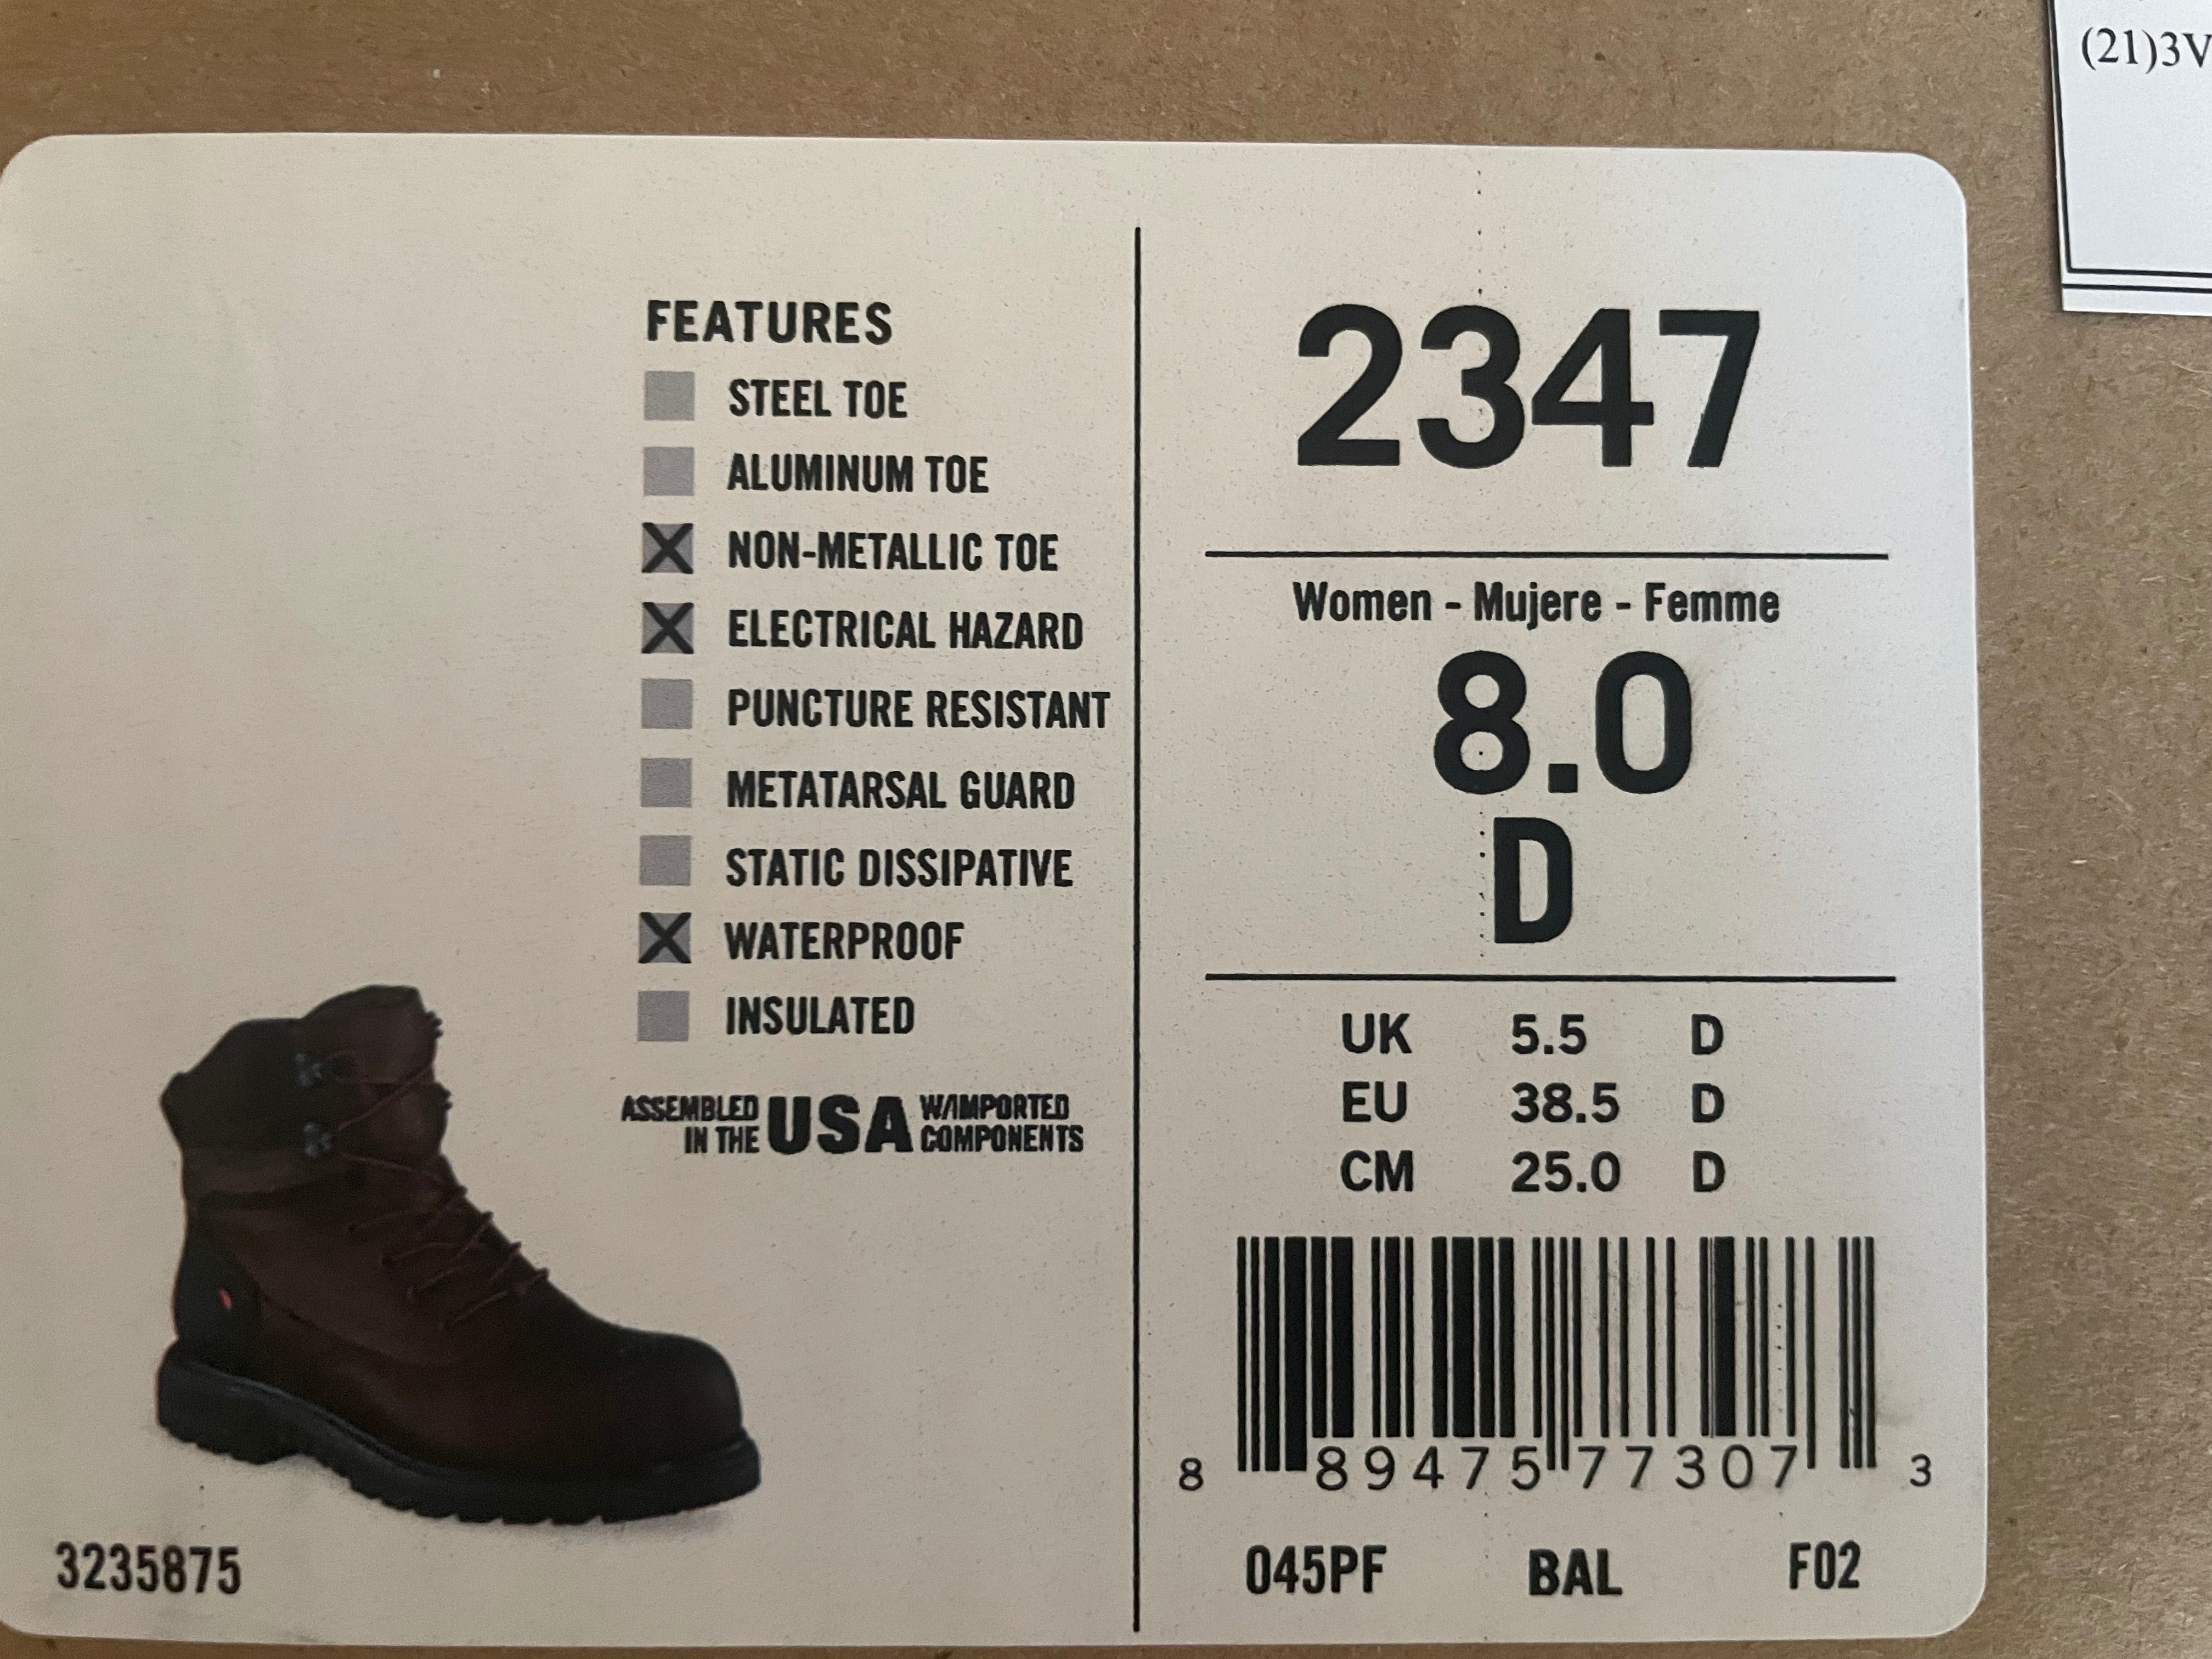 (21)3V
FEATURES
STEEL TOE
ALUMINUM TOE
NON-METALLIC TOE
ELECTRICAL HAZARD
PUNCTURE RESISTANT
METATARSAL GUARD
STATIC DISSIPATIVE
WATERPROOF
INSULATED
ASSEMBLED IN THE USA W/IMPORTED COMPONENTS
3235875
2347
Women - Mujere - Femme
8.0
D
UK 5.5 D
EU 38.5 D
CM 25.0 D
8 89475 77307 3
045PF BAL F02